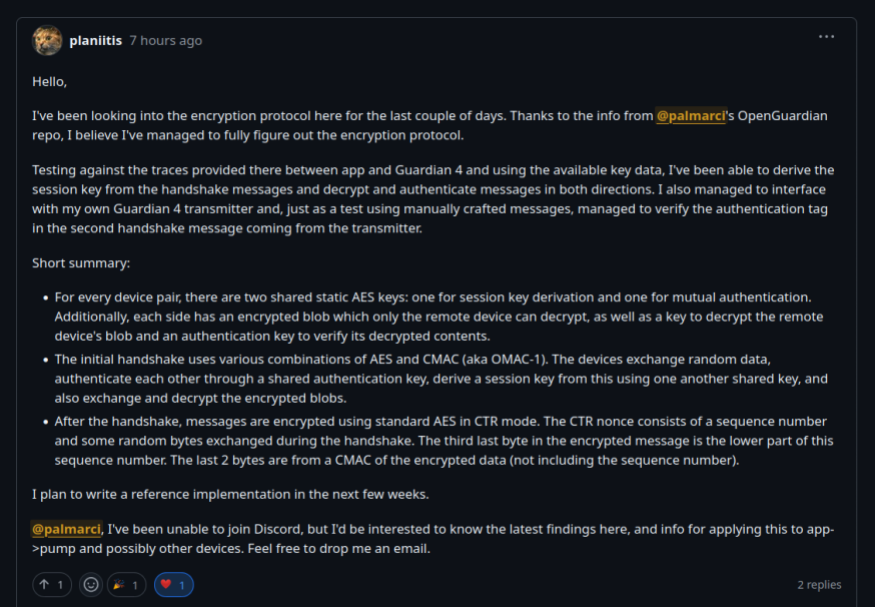 planiitis 7 hours ago
Hello,
I've been looking into the encryption protocol here for the last couple of days. Thanks to the info from @palmarci's OpenGuardian
repo, I believe I've managed to fully figure out the encryption protocol.
Testing against the traces provided there between app and Guardian 4 and using the available key data, I've been able to derive the
session key from the handshake messages and decrypt and authenticate messages in both directions. I also managed to interface
with my own Guardian 4 transmitter and, just as a test using manually crafted messages, managed to verify the authentication tag
in the second handshake message coming from the transmitter.
Short summary:
• For every device pair, there are two shared static AES keys: one for session key derivation and one for mutual authentication.
Additionally, each side has an encrypted blob which only the remote device can decrypt, as well as a key to decrypt the remote
device's blob and an authentication key to verify its decrypted contents.
• The initial handshake uses various combinations of AES and CMAC (aka OMAC-1). The devices exchange random data,
authenticate each other through a shared authentication key, derive a session key from this using one another shared key, and
also exchange and decrypt the encrypted blobs.
• After the handshake, messages are encrypted using standard AES in CTR mode. The CTR nonce consists of a sequence number
and some random bytes exchanged during the handshake. The third last byte in the encrypted message is the lower part of this
sequence number. The last 2 bytes are from a CMAC of the encrypted data (not including the sequence number).
I plan to write a reference implementation in the next few weeks.
@palmarci, I've been unable to join Discord, but I'd be interested to know the latest findings here, and info for applying this to app-
>pump and possibly other devices. Feel free to drop me an email.
↑ 1 🎉 1 ❤️ 1 2 replies